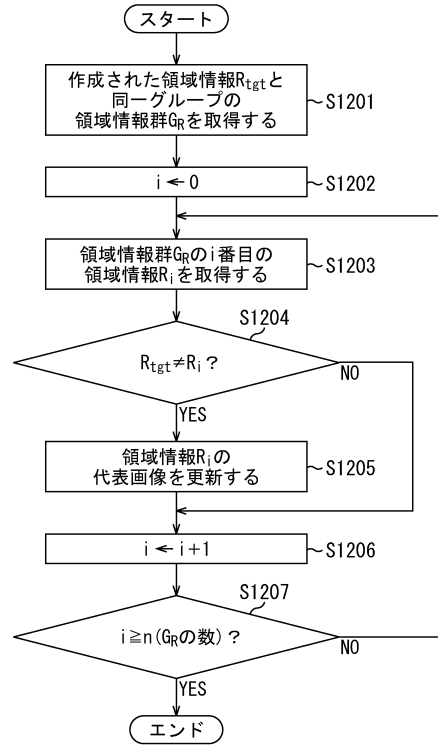 スタート
作成された領域情報Rtgtと
同一グループの
領域情報群GRを取得する
S1201
i←0
S1202
領域情報群GRのi番目の
領域情報Riを取得する
S1203
S1204
Rtgt≠Ri？
NO
YES
領域情報Riの
代表画像を更新する
S1205
i←i+1
S1206
S1207
i≧n(GRの数)？
NO
YES
エンド